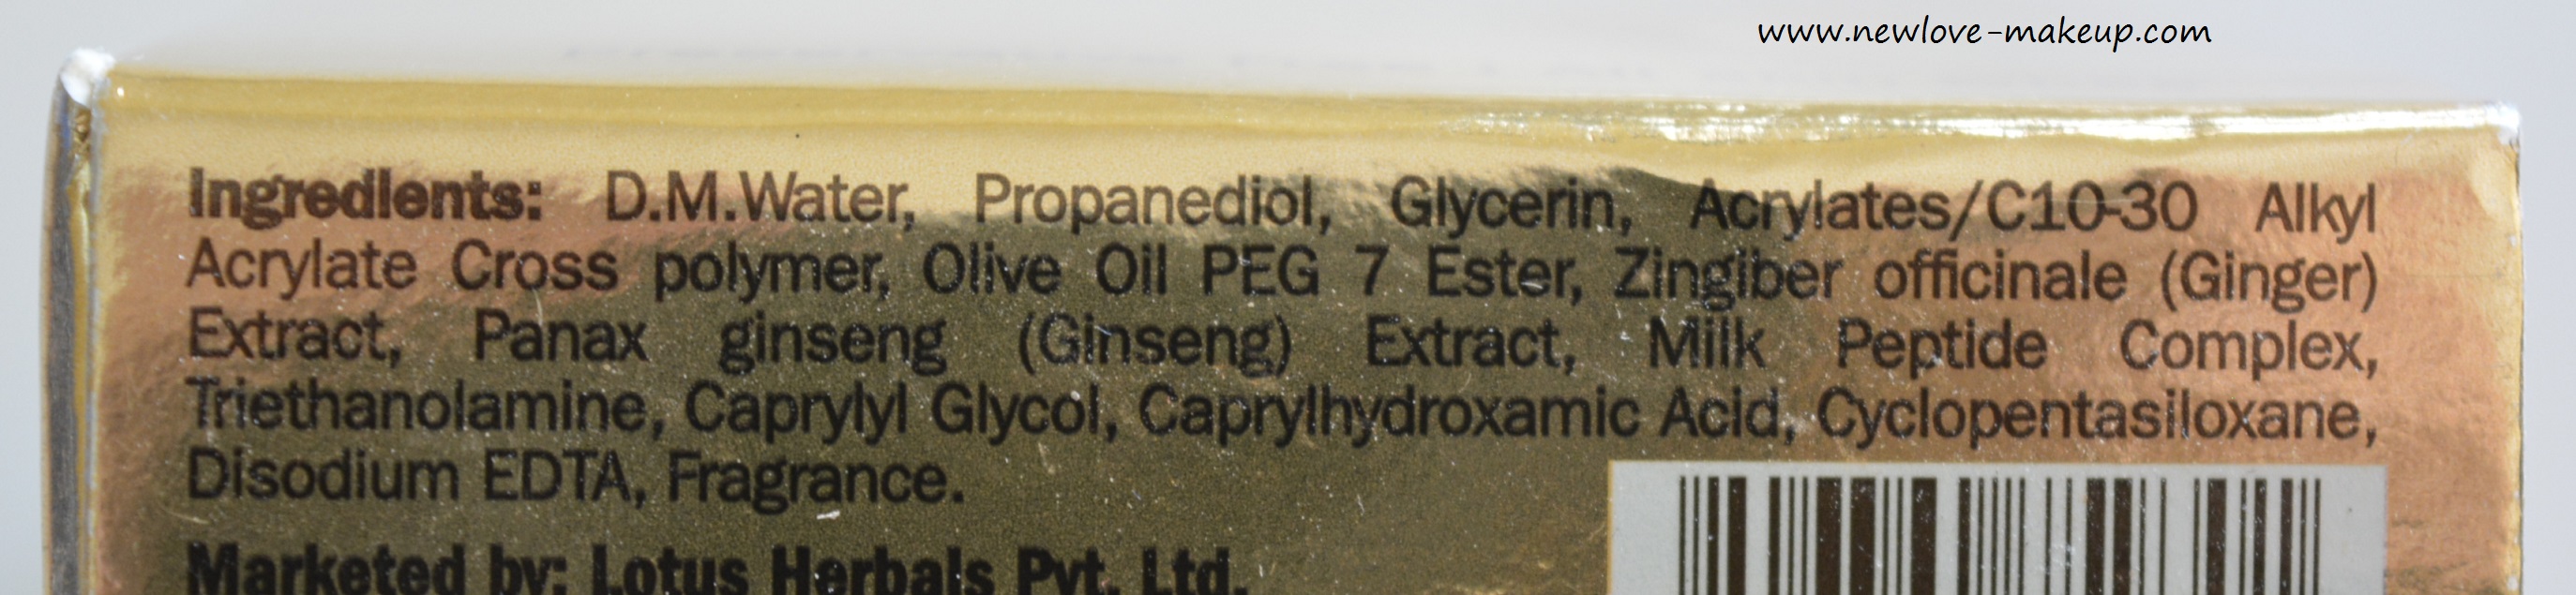 www.newlove-makeup.com
Ingredients: D.M.Water, Propanediol, Glycerin, Acrylates/C10-30 Alkyl
Acrylate Cross polymer, Olive Oil PEG 7 Ester, Zingiber officinale (Ginger)
Extract, Panax ginseng (Ginseng) Extract, Milk Peptide Complex,
Triethanolamine, Caprylyl Glycol, Caprylhydroxamic Acid, Cyclopentasiloxane,
Disodium EDTA, Fragrance.
Marketed by: Lotus Herbals Pvt. Ltd.